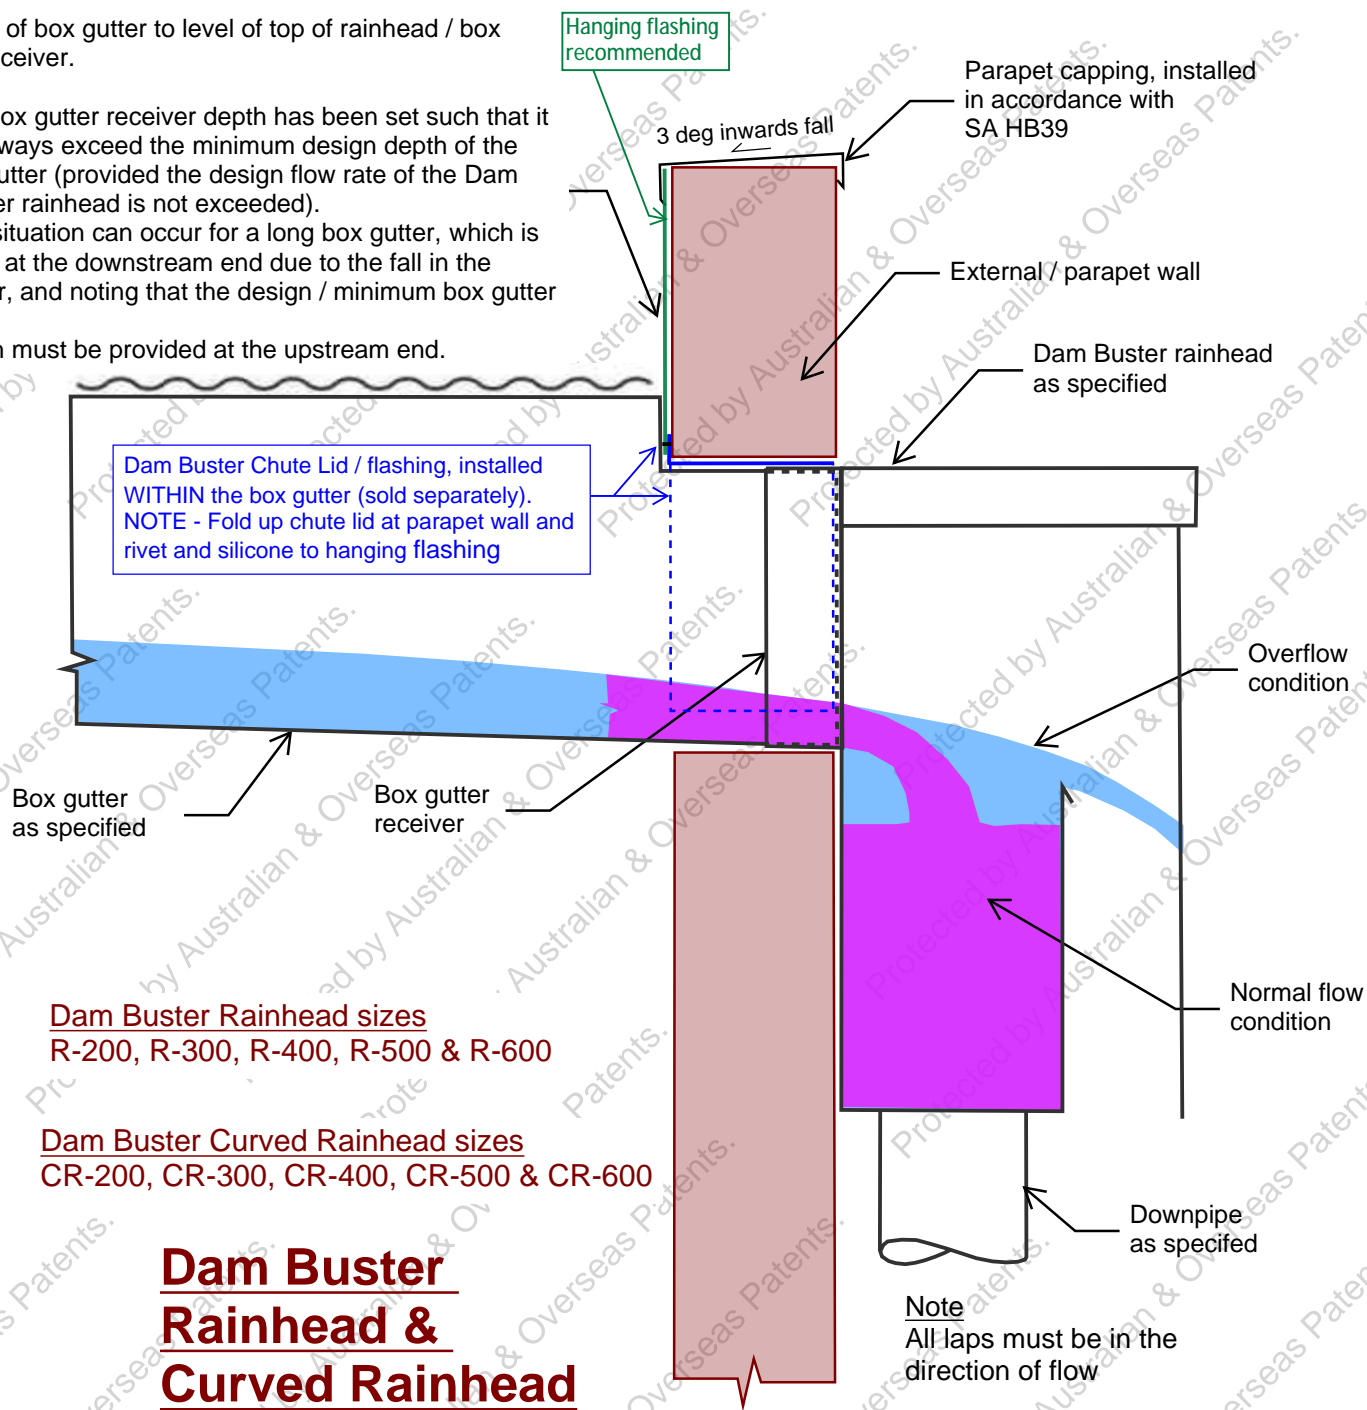 of box gutter to level of top of rainhead / box
ceiver.
ox gutter receiver depth has been set such that it
ways exceed the minimum design depth of the
utter (provided the design flow rate of the Dam
er rainhead is not exceeded).
situation can occur for a long box gutter, which is
at the downstream end due to the fall in the
r, and noting that the design / minimum box gutter
n must be provided at the upstream end.
Hanging flashing
recommended
3 deg inwards fall
Parapet capping, installed
in accordance with
SA HB39
External / parapet wall
Dam Buster rainhead
as specified
Dam Buster Chute Lid / flashing, installed
WITHIN the box gutter (sold separately).
NOTE - Fold up chute lid at parapet wall and
rivet and silicone to hanging flashing
Overflow
condition
Box gutter
as specified
Box gutter
receiver
Normal flow
condition
Dam Buster Rainhead sizes
R-200, R-300, R-400, R-500 & R-600
Dam Buster Curved Rainhead sizes
CR-200, CR-300, CR-400, CR-500 & CR-600
Downpipe
as specifed
Dam Buster
Rainhead &
Curved Rainhead
Note
All laps must be in the
direction of flow
Protected by Australian & Overseas Patents.